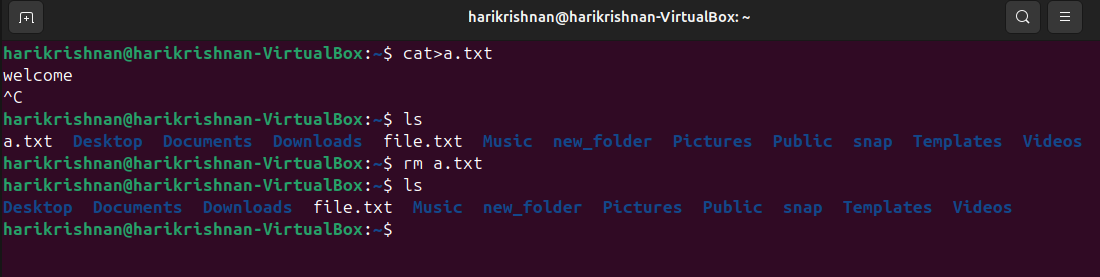 harikrishnan@harikrishnan-VirtualBox: ~
harikrishnan@harikrishnan-VirtualBox:~$ cat>a.txt
welcome
^C
harikrishnan@harikrishnan-VirtualBox:~$ ls
a.txt  Desktop  Documents  Downloads  file.txt  Music  new_folder  Pictures  Public  snap  Templates  Videos
harikrishnan@harikrishnan-VirtualBox:~$ rm a.txt
harikrishnan@harikrishnan-VirtualBox:~$ ls
Desktop  Documents  Downloads  file.txt  Music  new_folder  Pictures  Public  snap  Templates  Videos
harikrishnan@harikrishnan-VirtualBox:~$